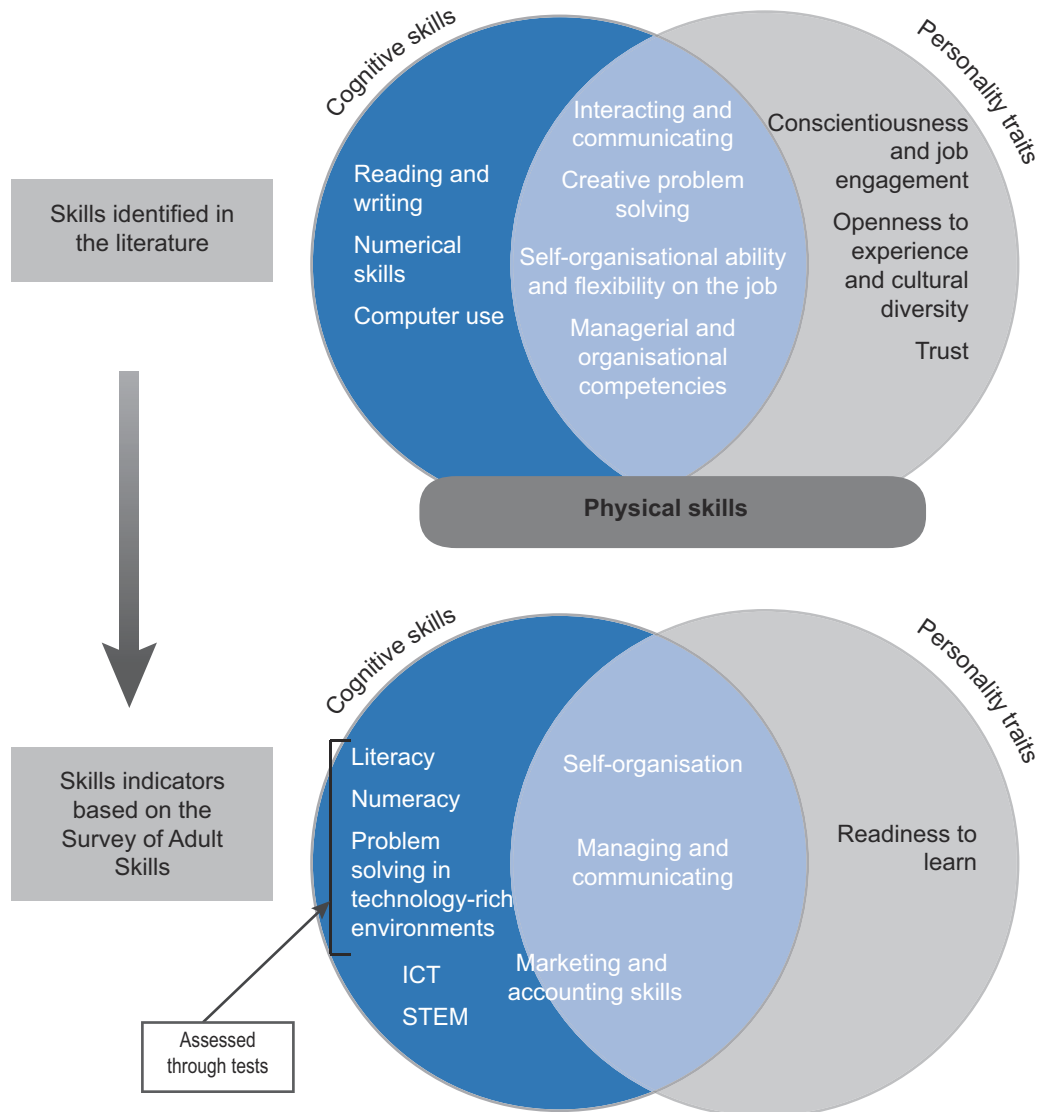 Cognitive skills
Personality traits
Skills identified in
the literature
Reading and
writing
Numerical
skills
Computer use
Interacting and
communicating
Creative problem
solving
Self-organisational ability
and flexibility on the job
Managerial and
organisational
competencies
Conscientiousness
and job
engagement
Openness to
experience
and cultural
diversity
Trust
Physical skills
Cognitive skills
Personality traits
Skills indicators
based on the
Survey of Adult
Skills
Literacy
Numeracy
Problem
solving in
technology-rich
environments
ICT
STEM
Self-organisation
Managing and
communicating
Marketing and
accounting skills
Readiness to
learn
Assessed
through tests